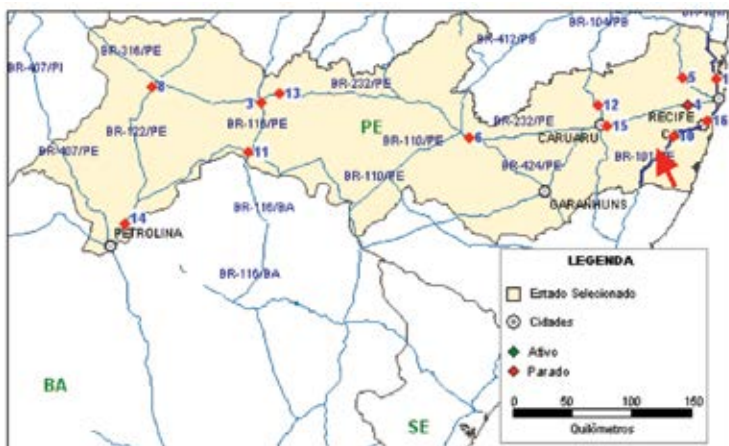 BR-316/PE
BR-407/PI
BR-412/PB
BR-104/PB
BR-232/PE
8
3
13
5
1
BR-116/PE
12
4
RECIFE
BR-122/PE
PE
BR-232/PE
16
BR-110/PE
6
CARUARU
15
10
BR-407/PE
11
BR-424/PE
BR-101/PE
BR-110/PE
GARANHUNS
BR-116/BA
14
PETROLINA
BR-116/BA
LEGENDA
Estado Selecionado
Cidades
Ativo
Parado
0 50 100 150
Quilômetros
BA
SE